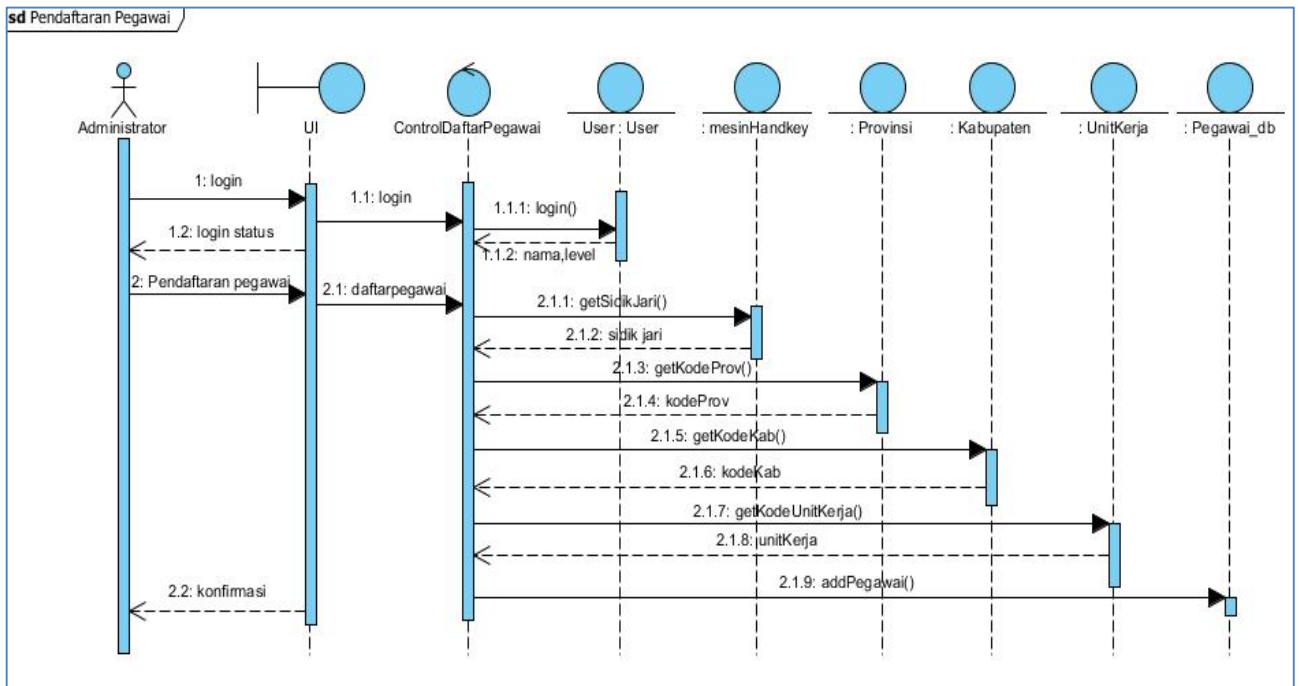 sd Pendaftaran Pegawai
Administrator
UI
ControlDaftarPegawai
User : User
: mesinHandkey
: Provinsi
: Kabupaten
: UnitKerja
: Pegawai_db
1: login
1.1: login
1.1.1: login()
1.2: login status
1.1.2: nama,level
2: Pendaftaran pegawai
2.1: daftarpegawai
2.1.1: getSidikJari()
2.1.2: sidik jari
2.1.3: getKodeProv()
2.1.4: kodeProv
2.1.5: getKodeKab()
2.1.6: kodeKab
2.1.7: getKodeUnitKerja()
2.1.8: unitKerja
2.1.9: addPegawai()
2.2: konfirmasi